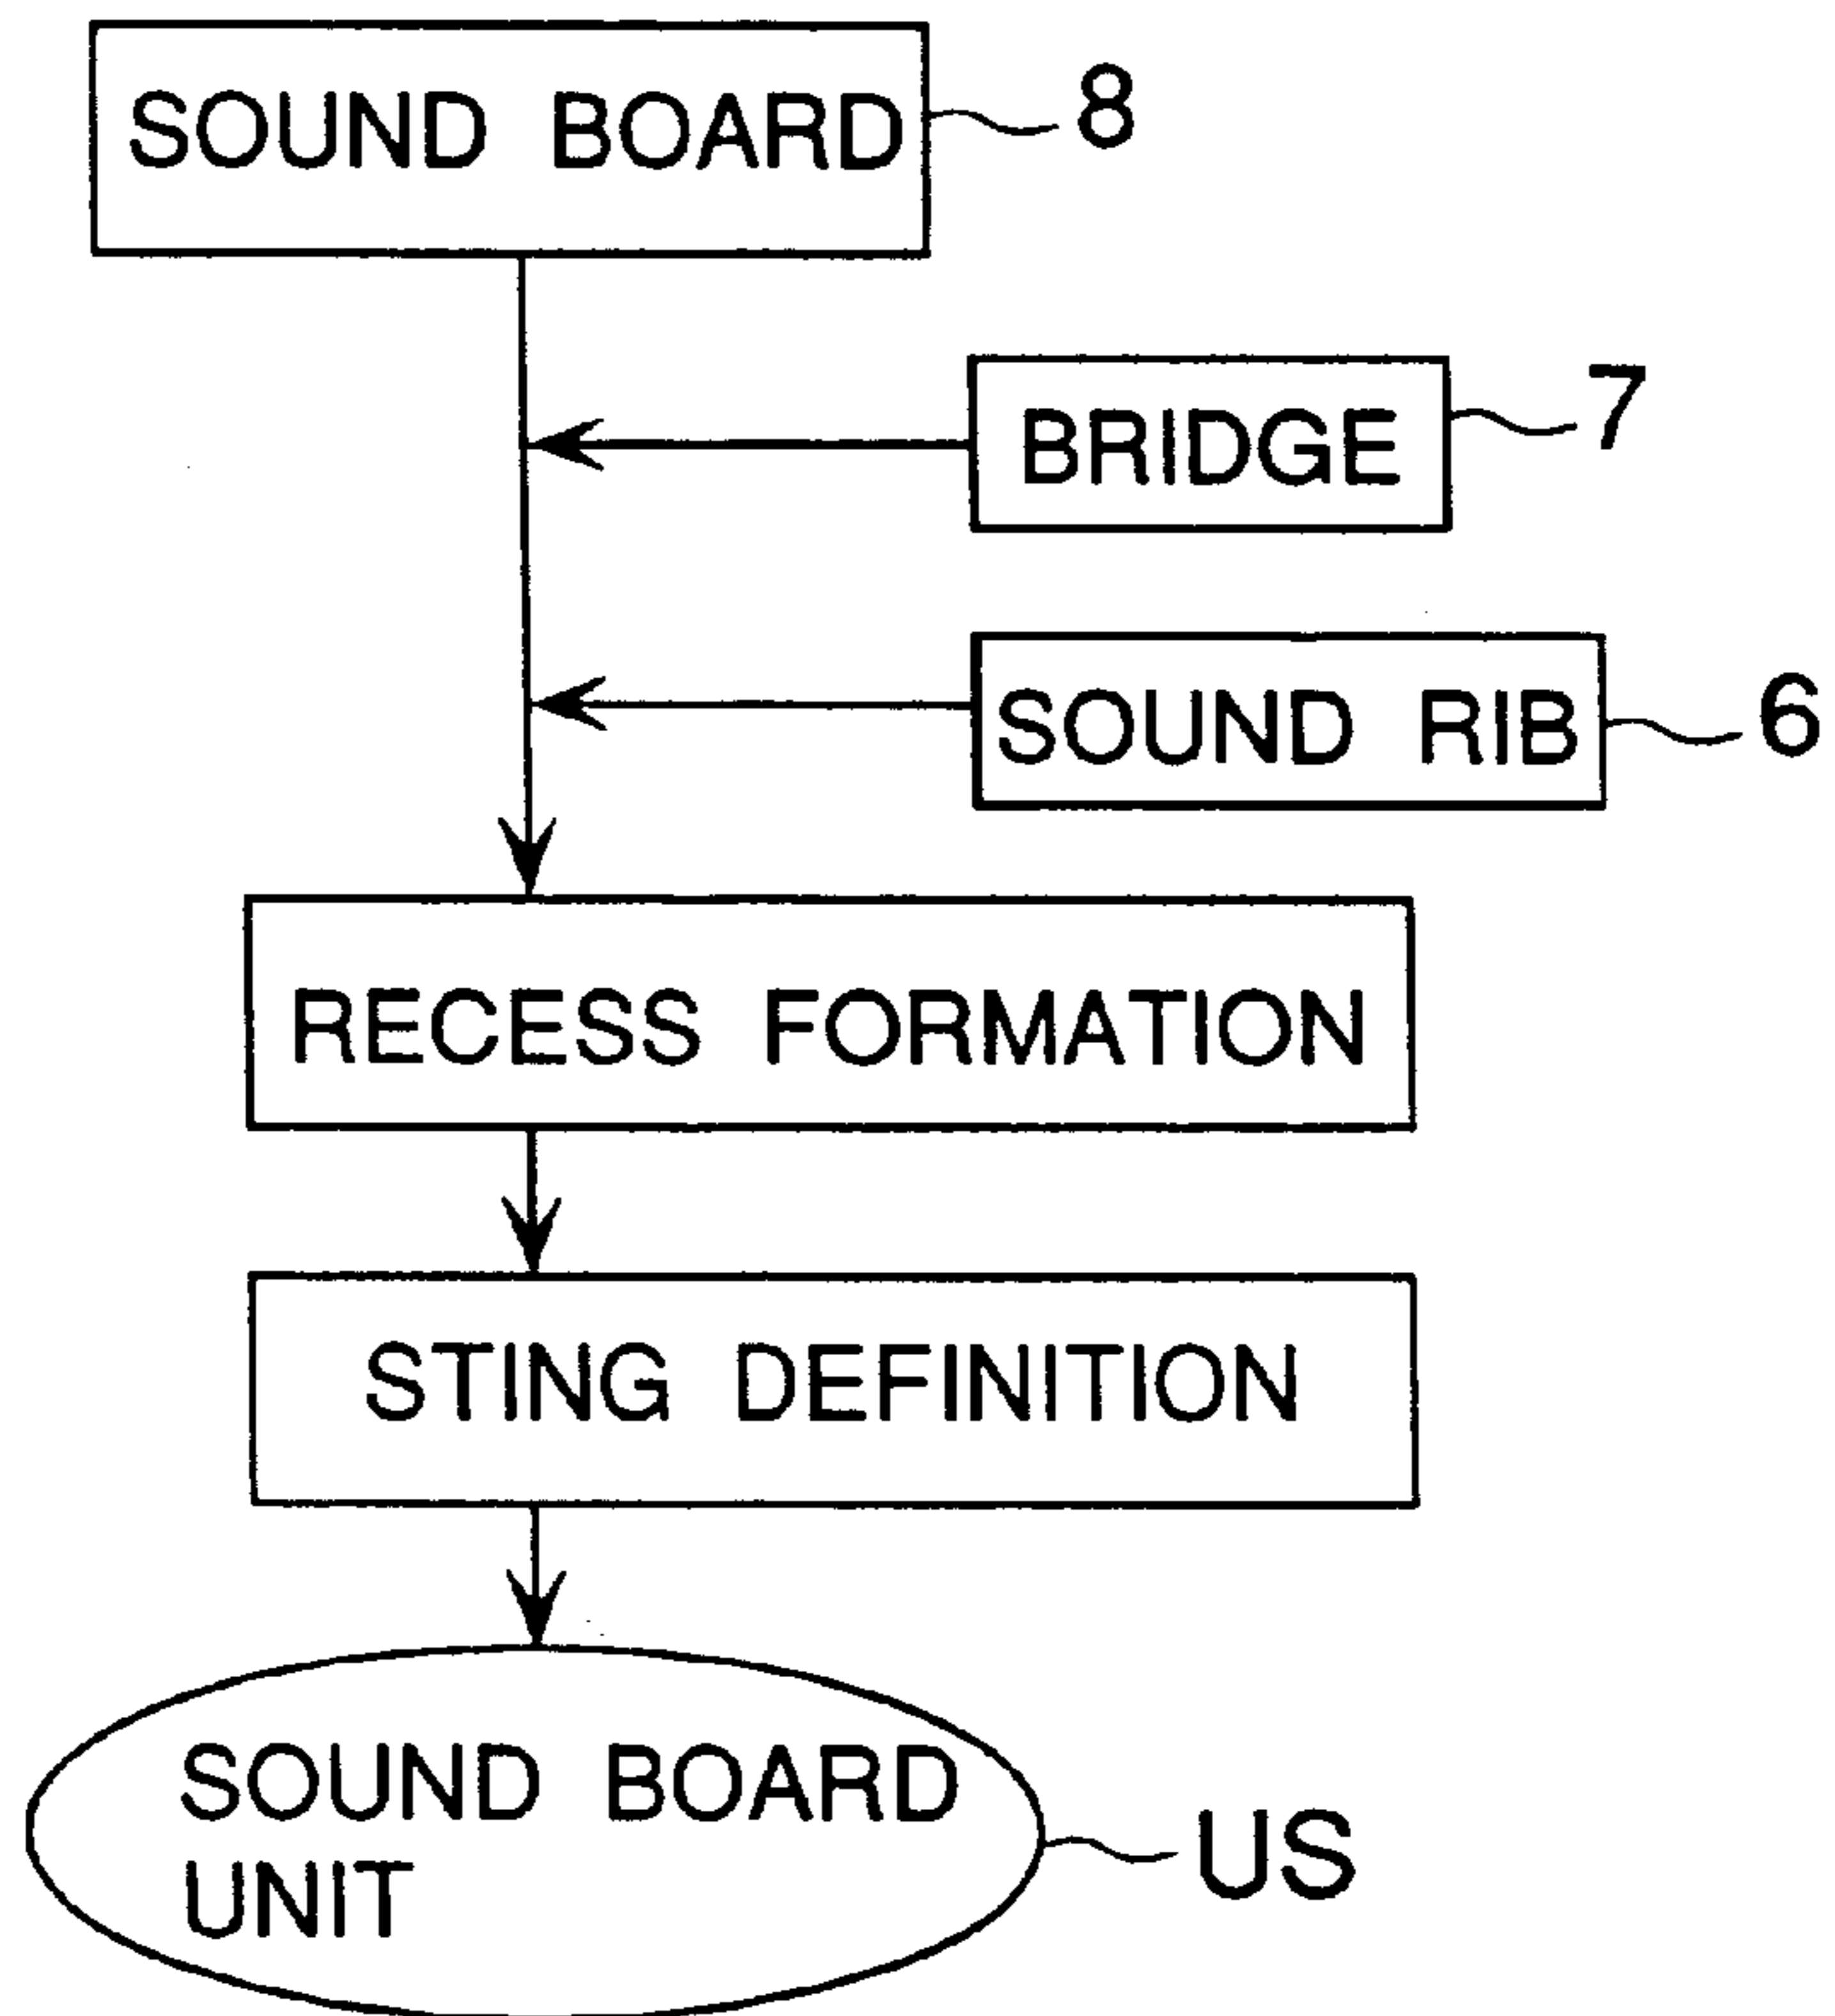 SOUND BOARD
8
BRIDGE
7
SOUND RIB
6
RECESS FORMATION
STING DEFINITION
SOUND BOARD
UNIT
US